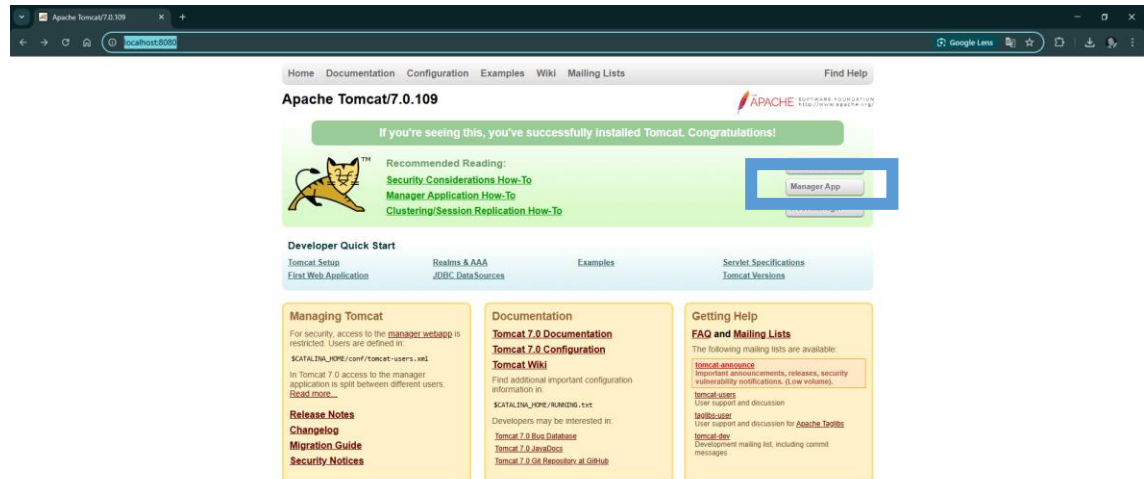 Apache Tomcat/7.0.109
localhost:8080
Google Lens
Home Documentation Configuration Examples Wiki Mailing Lists Find Help
Apache Tomcat/7.0.109
APACHE SOFTWARE FOUNDATION
http://www.apache.org/
If you're seeing this, you've successfully installed Tomcat. Congratulations!
TM
Recommended Reading:
Security Considerations How-To
Manager Application How-To
Clustering/Session Replication How-To
Manager App
Developer Quick Start
Tomcat Setup
First Web Application
Realms & AAA
JDBC DataSources
Examples
Servlet Specifications
Tomcat Versions
Managing Tomcat
For security, access to the manager webapp is
restricted. Users are defined in:
$CATALINA_HOME/conf/tomcat-users.xml
In Tomcat 7.0 access to the manager
application is split between different users.
Read more...
Release Notes
Changelog
Migration Guide
Security Notices
Documentation
Tomcat 7.0 Documentation
Tomcat 7.0 Configuration
Tomcat Wiki
Find additional important configuration
information in:
$CATALINA_HOME/RUNNING.txt
Developers may be interested in:
Tomcat 7.0 Bug Database
Tomcat 7.0 JavaDocs
Tomcat 7.0 Git Repository at GitHub
Getting Help
FAQ and Mailing Lists
The following mailing lists are available:
tomcat-announce
Important announcements, releases, security
vulnerability notifications. (Low volume).
tomcat-users
User support and discussion
taglibs-user
User support and discussion for Apache Taglibs
tomcat-dev
Development mailing list, including commit
messages